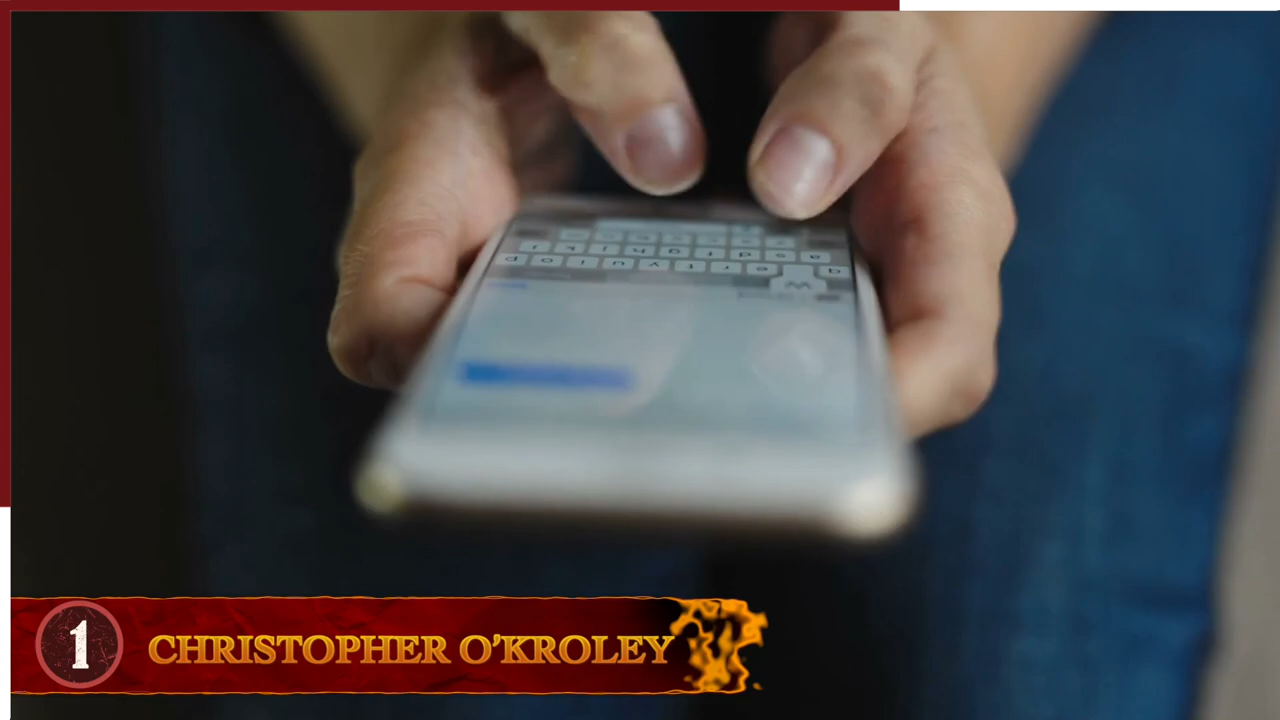 q W e r t y u i o p
a s d f g h j k l
1
CHRISTOPHER O'KROLEY